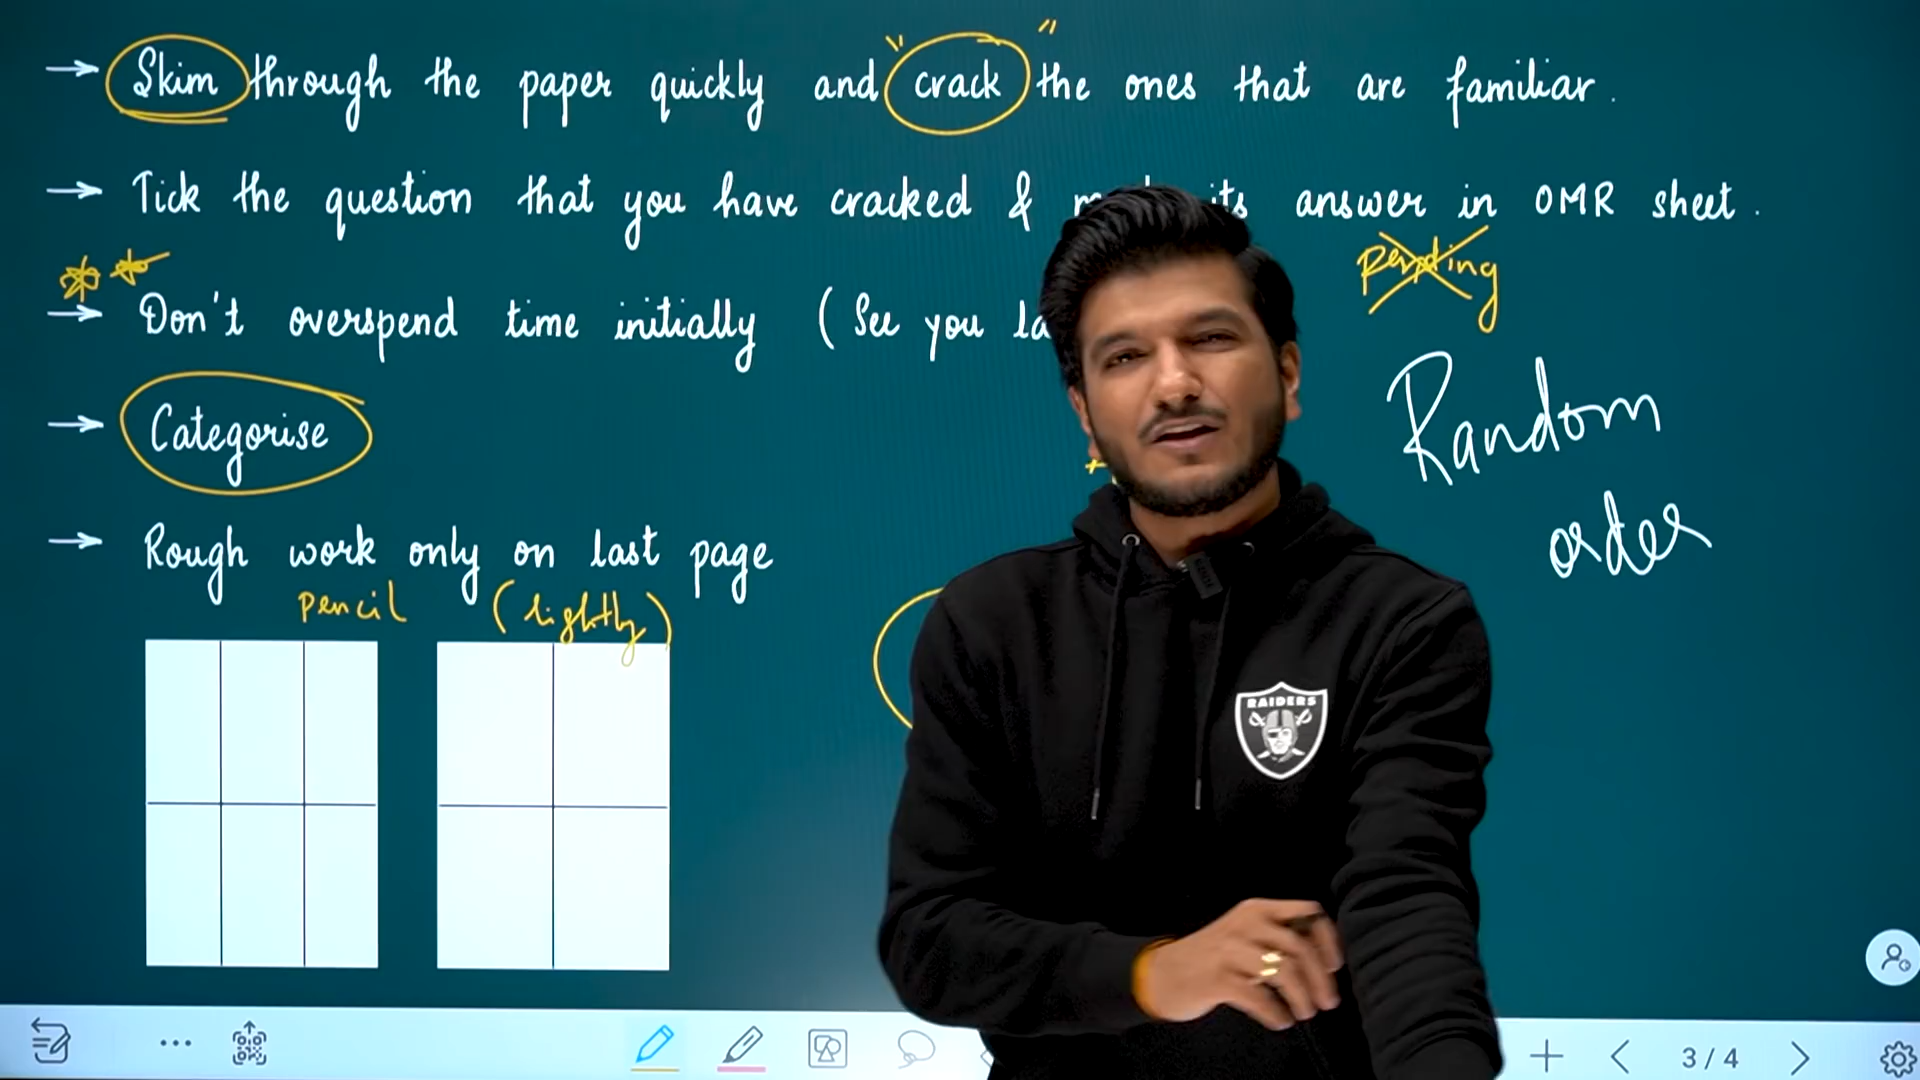 → Skim through the paper quickly and "crack" the ones that are familiar.
→ Tick the question that you have cracked & its answer in OMR sheet.
pending
→ Don't overspend time initially (See you
Random
→ Categorise
order
→ Rough work only on last page
pencil (lightly)
RAIDERS
3 / 4